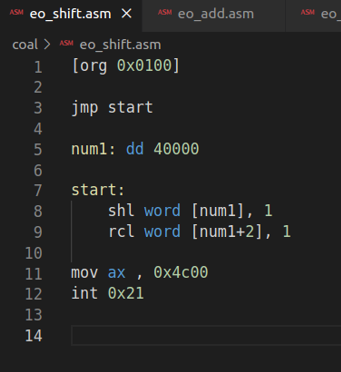 ASM eo_shift.asm × ASM eo_add.asm ASM eo_
coal > ASM eo_shift.asm
1 [org 0x0100]
2
3 jmp start
4
5 num1: dd 40000
6
7 start:
8     shl word [num1], 1
9     rcl word [num1+2], 1
10
11 mov ax , 0x4c00
12 int 0x21
13
14